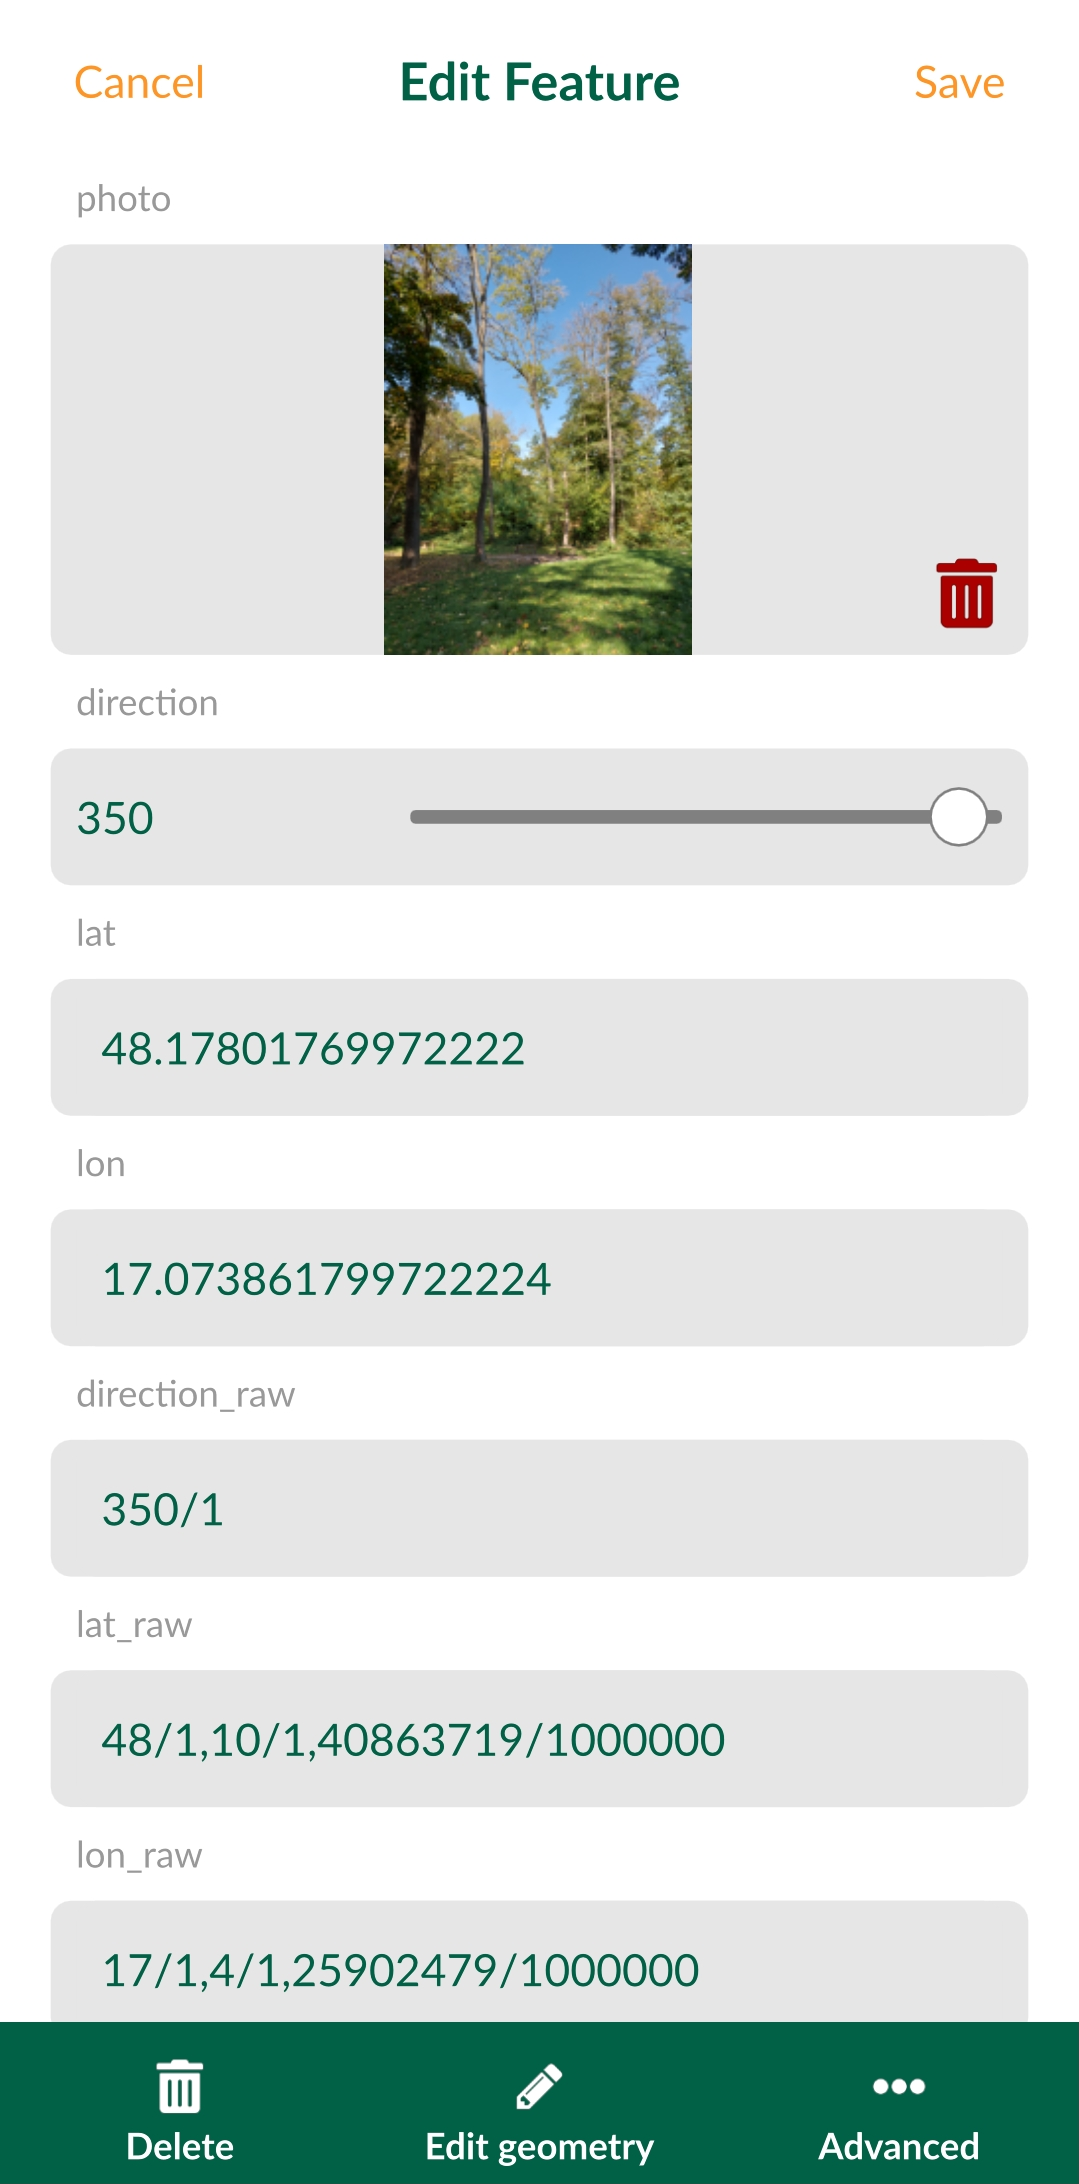 Cancel Edit Feature Save
photo
direction
350
lat
48.17801769972222
lon
17.073861799722224
direction_raw
350/1
lat_raw
48/1,10/1,40863719/1000000
lon_raw
17/1,4/1,25902479/1000000
Delete Edit geometry Advanced